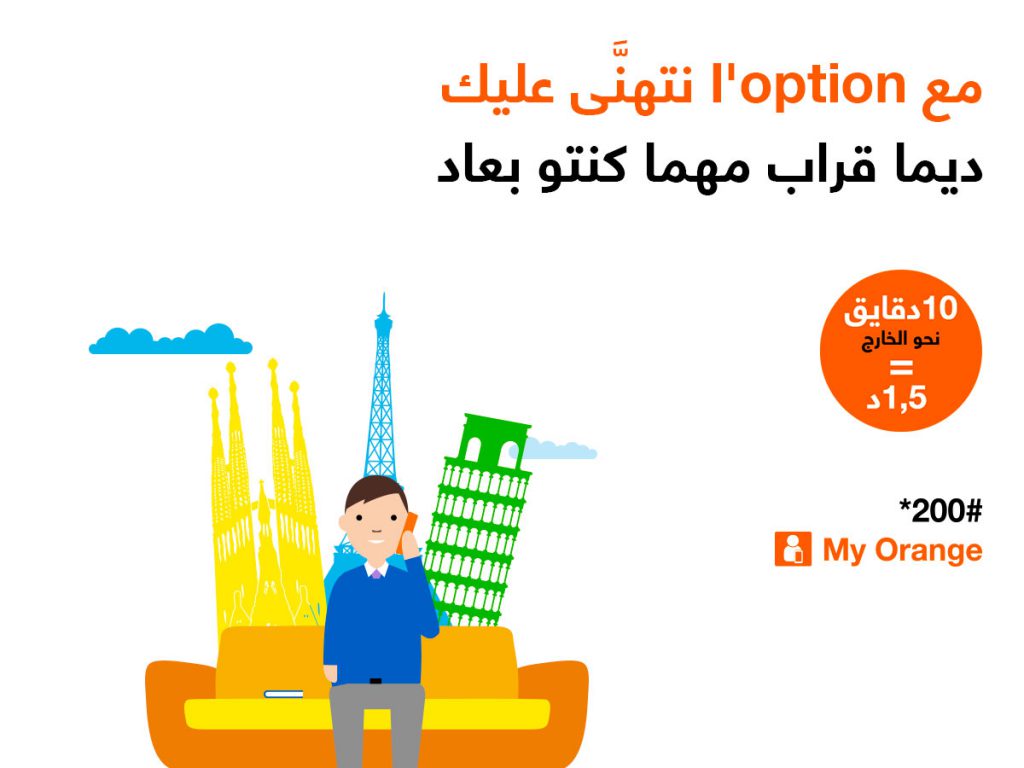 مع l'option نتهنَّى عليك
ديما قراب مهما كنتو بعاد
10دقايق
نحو الخارج
=
1,5د
*200#
My Orange